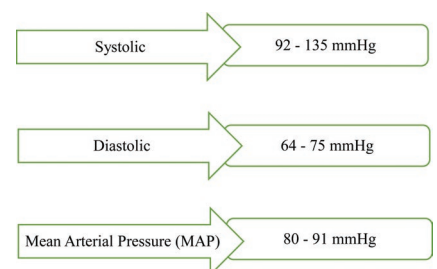 Systolic
92 - 135 mmHg
Diastolic
64 - 75 mmHg
Mean Arterial Pressure (MAP)
80 - 91 mmHg